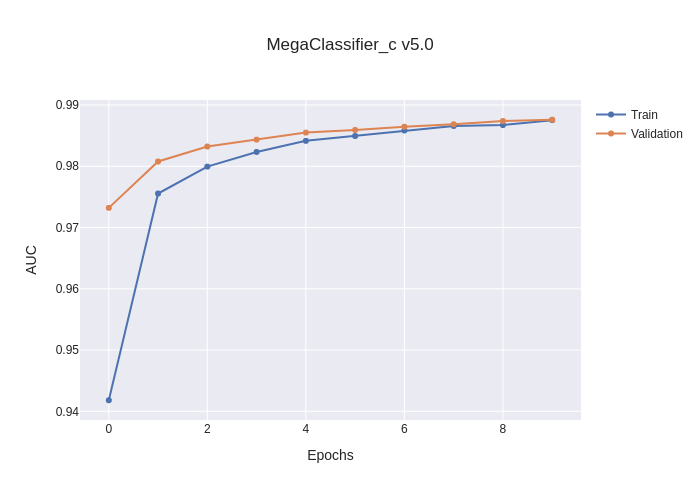 MegaClassifier_c v5.0
0.99
0.98
0.97
0.96
0.95
0.94
AUC
0
2
4
6
8
Epochs
Train
Validation